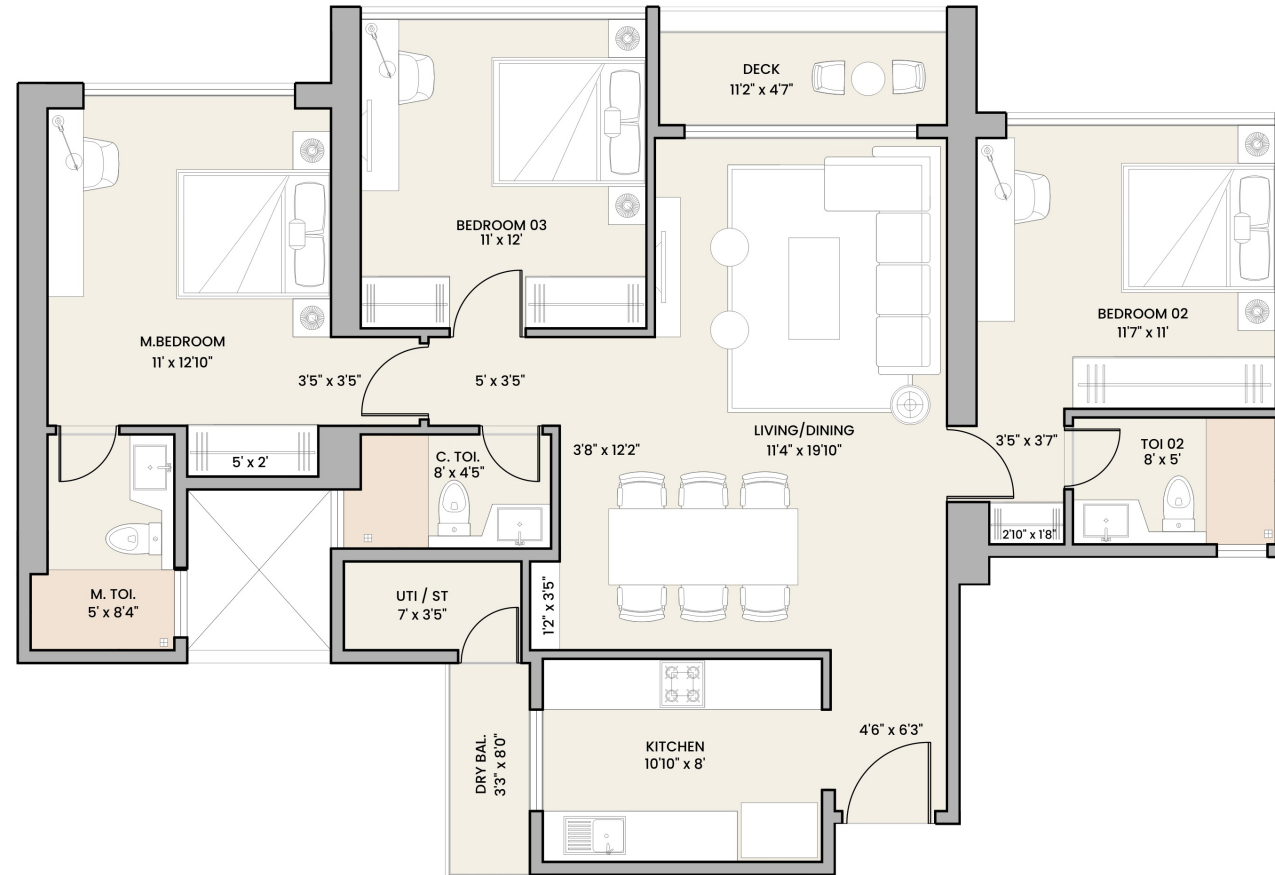 DECK
11'2" x 4'7"
BEDROOM 03
11' x 12'
BEDROOM 02
11'7" x 11'
M.BEDROOM
11' x 12'10"
3'5" x 3'5"
5' x 3'5"
LIVING/DINING
11'4" x 19'10"
3'8" x 12'2"
3'5" x 3'7"
TOI 02
8' x 5'
5' x 2'
C. TOI.
8' x 4'5"
2'10" x 1'8"
M. TOI.
5' x 8'4"
UTI / ST
7' x 3'5"
1'2" x 3'5"
4'6" x 6'3"
KITCHEN
10'10" x 8'
DRY BAL.
3'3" x 8'0"